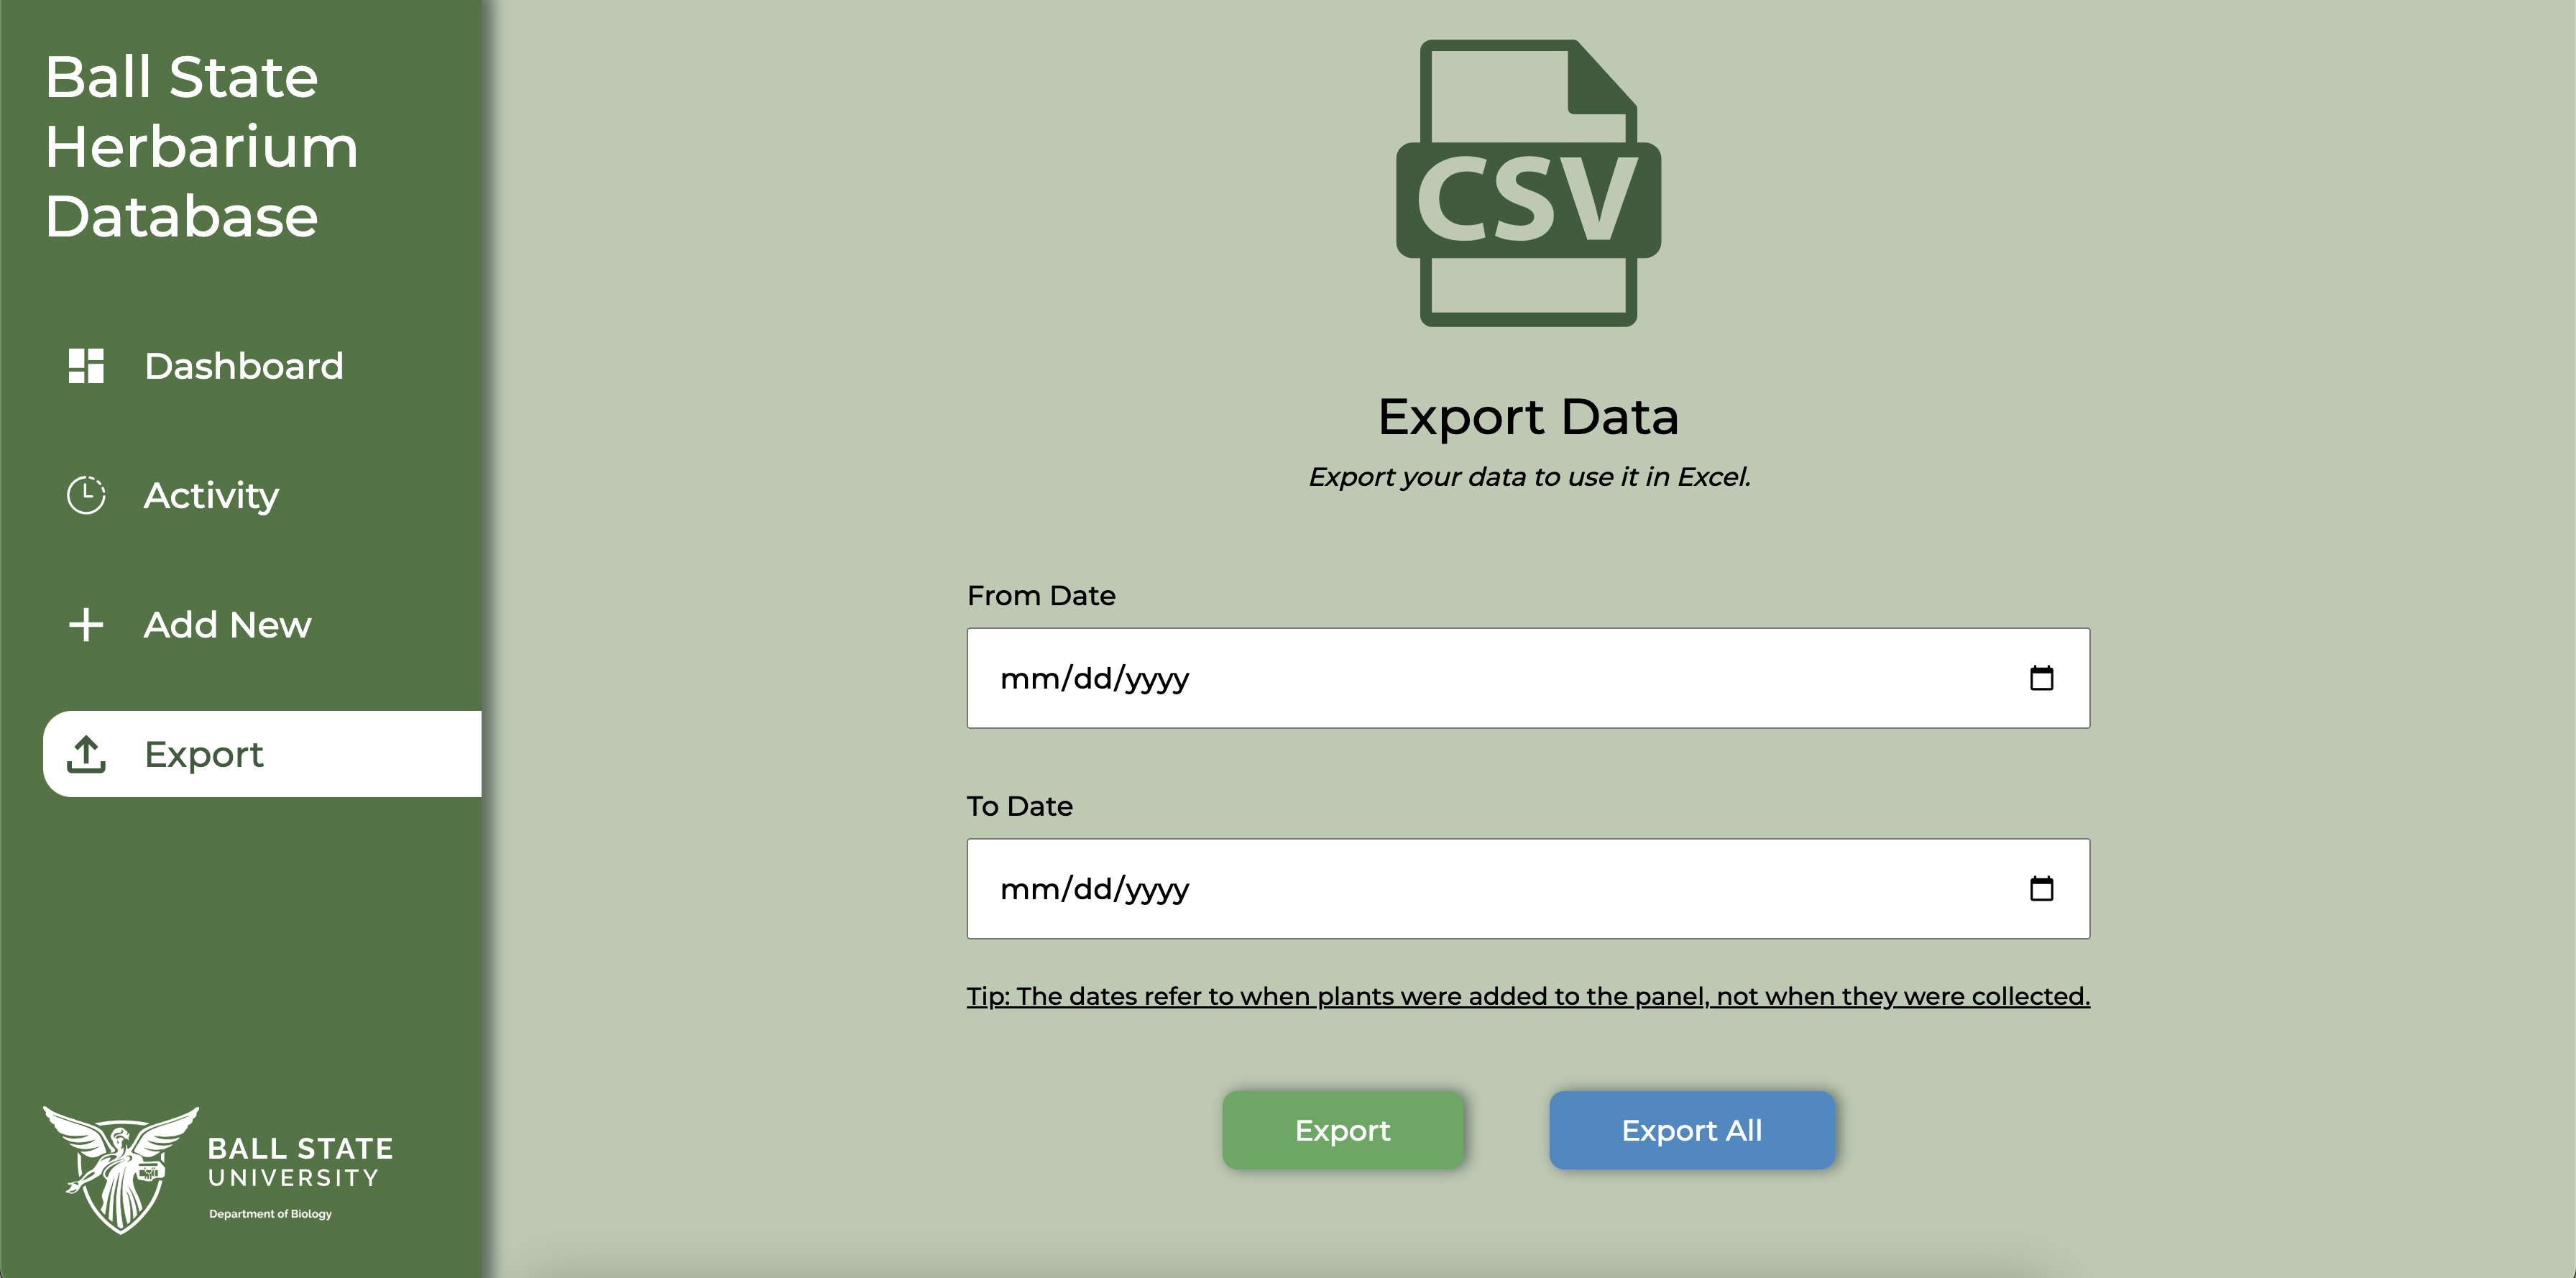 Ball State
Herbarium
Database
Dashboard
Activity
Add New
Export
BALL STATE
UNIVERSITY
Department of Biology
CSV
Export Data
Export your data to use it in Excel.
From Date
mm/dd/yyyy
To Date
mm/dd/yyyy
Tip: The dates refer to when plants were added to the panel, not when they were collected.
Export
Export All